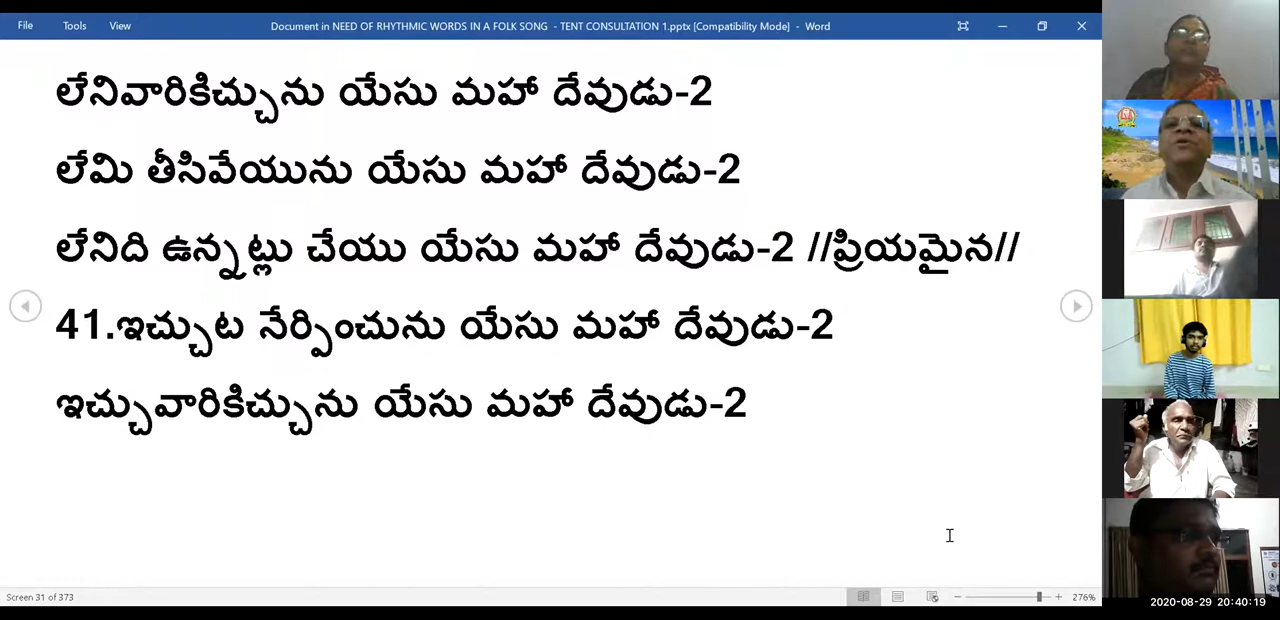 File Tools View Document in NEED OF RHYTHMIC WORDS IN A FOLK SONG - TENT CONSULTATION 1.pptx [Compatibility Mode] - Word
లేనివారికిచ్చును యేసు మహా దేవుడు-2
లేమి తీసివేయును యేసు మహా దేవుడు-2
లేనిది ఉన్నట్లు చేయు యేసు మహా దేవుడు-2 //ప్రియమైన//
41.ఇచ్చుట నేర్పించును యేసు మహా దేవుడు-2
ఇచ్చువారికిచ్చును యేసు మహా దేవుడు-2
Screen 31 of 373
276%
2020-08-29 20:40:19